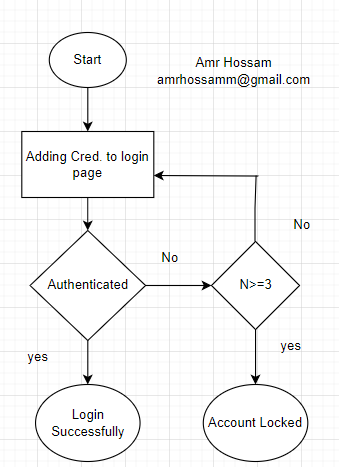 Start
Amr Hossam
amrhossamm@gmail.com
Adding Cred. to login
page
No
No
Authenticated
N>=3
yes
yes
Login
Successfully
Account Locked